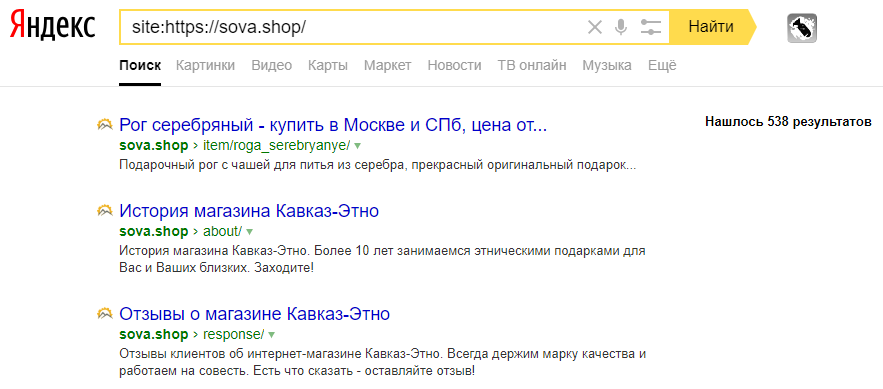 Яндекс
site:https://sova.shop/
Найти
Поиск Картинки Видео Карты Маркет Новости ТВ онлайн Музыка Ещё
Нашлось 538 результатов
Рог серебряный - купить в Москве и СПб, цена от...
sova.shop › item/roga_serebryanye/
Подарочный рог с чашей для питья из серебра, прекрасный оригинальный подарок...
История магазина Кавказ-Этно
sova.shop › about/
История магазина Кавказ-Этно. Более 10 лет занимаемся этническими подарками для
Вас и Ваших близких. Заходите!
Отзывы о магазине Кавказ-Этно
sova.shop › response/
Отзывы клиентов об интернет-магазине Кавказ-Этно. Всегда держим марку качества и
работаем на совесть. Есть что сказать - оставляйте отзыв!